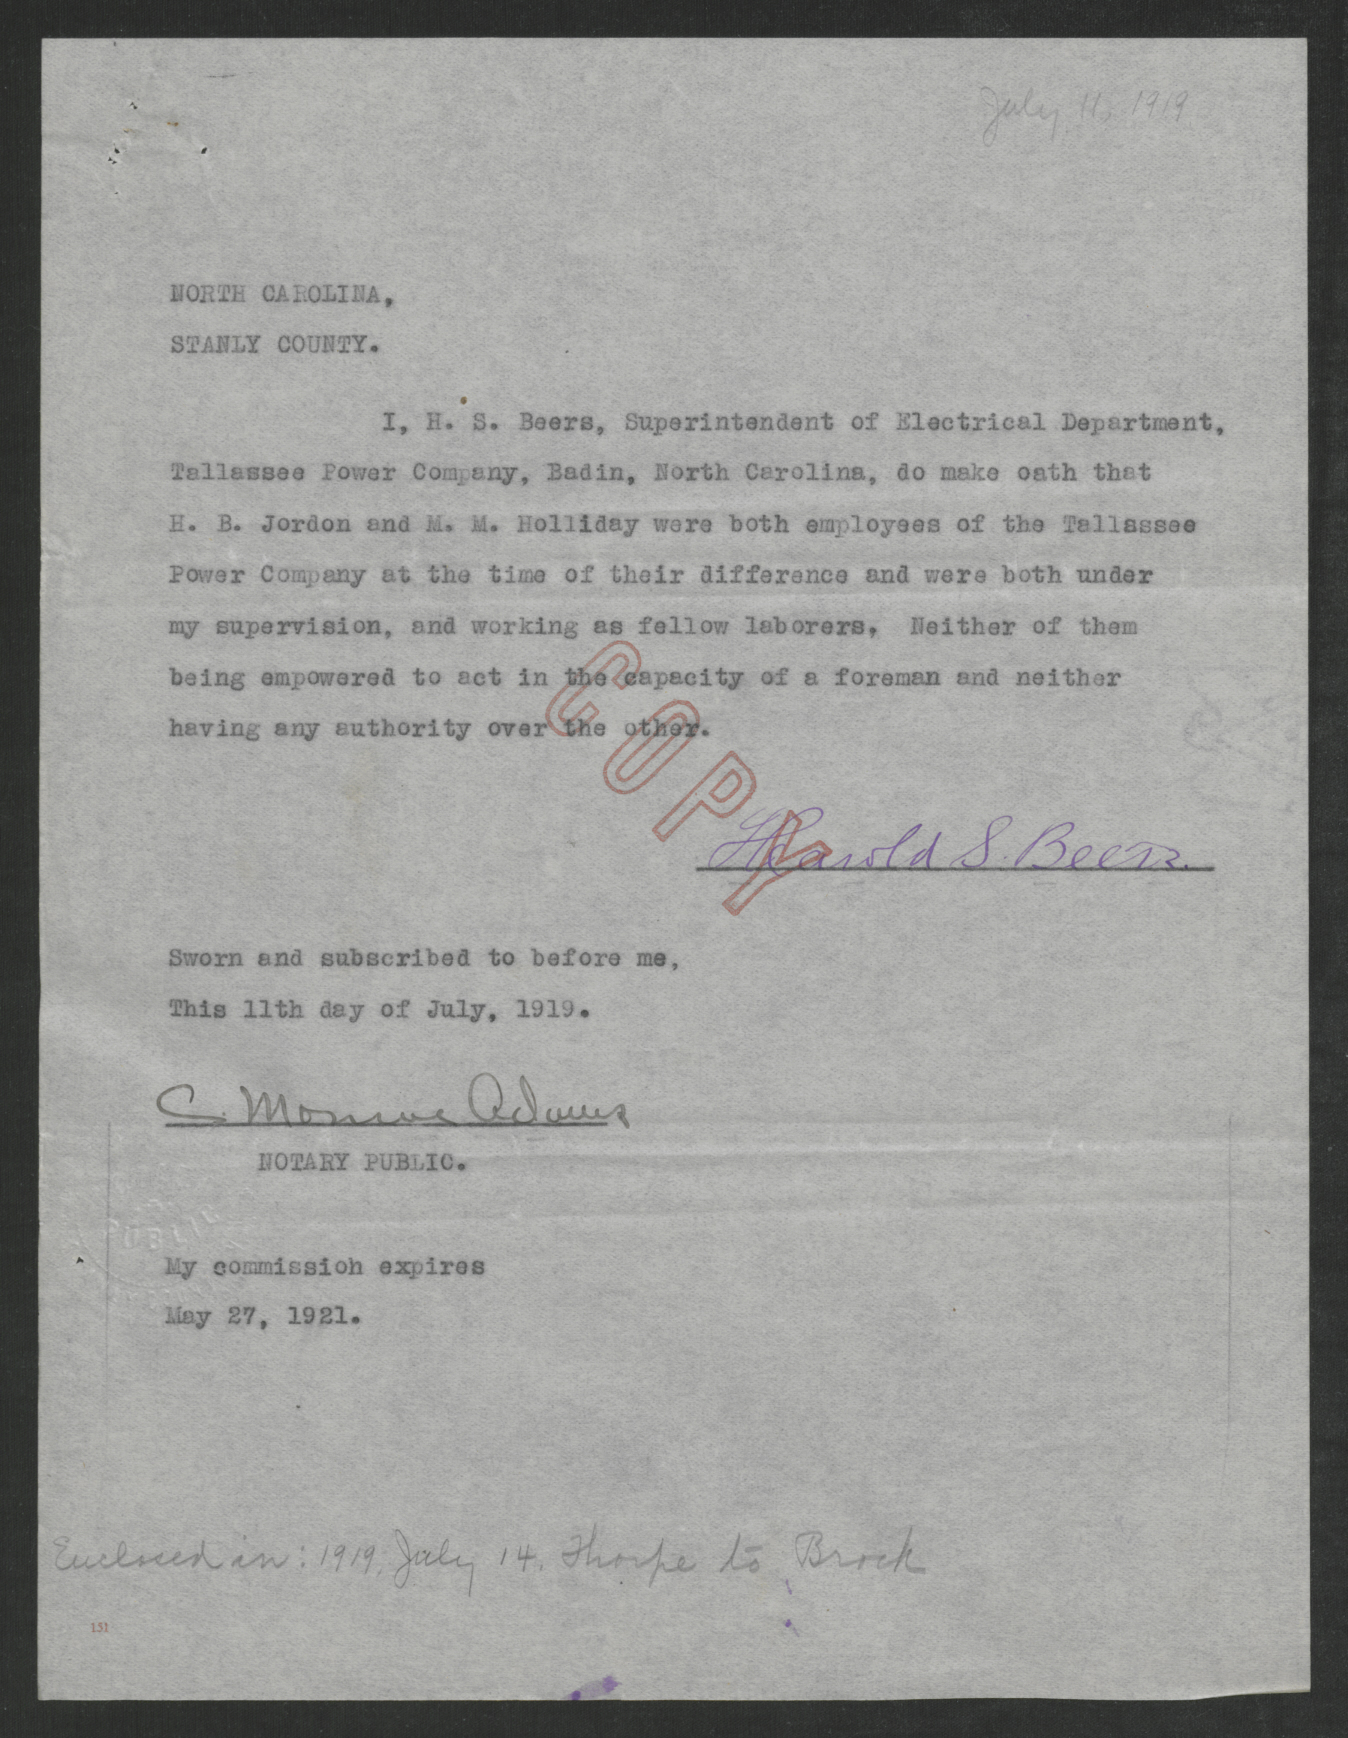 July 11, 1919
NORTH CAROLINA,
STANLY COUNTY.
I, H. S. Beers, Superintendent of Electrical Department,
Tallassee Power Company, Badin, North Carolina, do make oath that
H. B. Jordon and M. M. Holliday were both employees of the Tallassee
Power Company at the time of their difference and were both under
my supervision, and working as fellow laborers. Neither of them
being empowered to act in the capacity of a foreman and neither
having any authority over the other.
COPY
Harold S. Beers.
Sworn and subscribed to before me,
This 11th day of July, 1919.
C. Monroe Adams
NOTARY PUBLIC.
PUBLIC
My commissioh expires
May 27, 1921.
Enclosed in: 1919, July 14. Thorpe to Brock
151